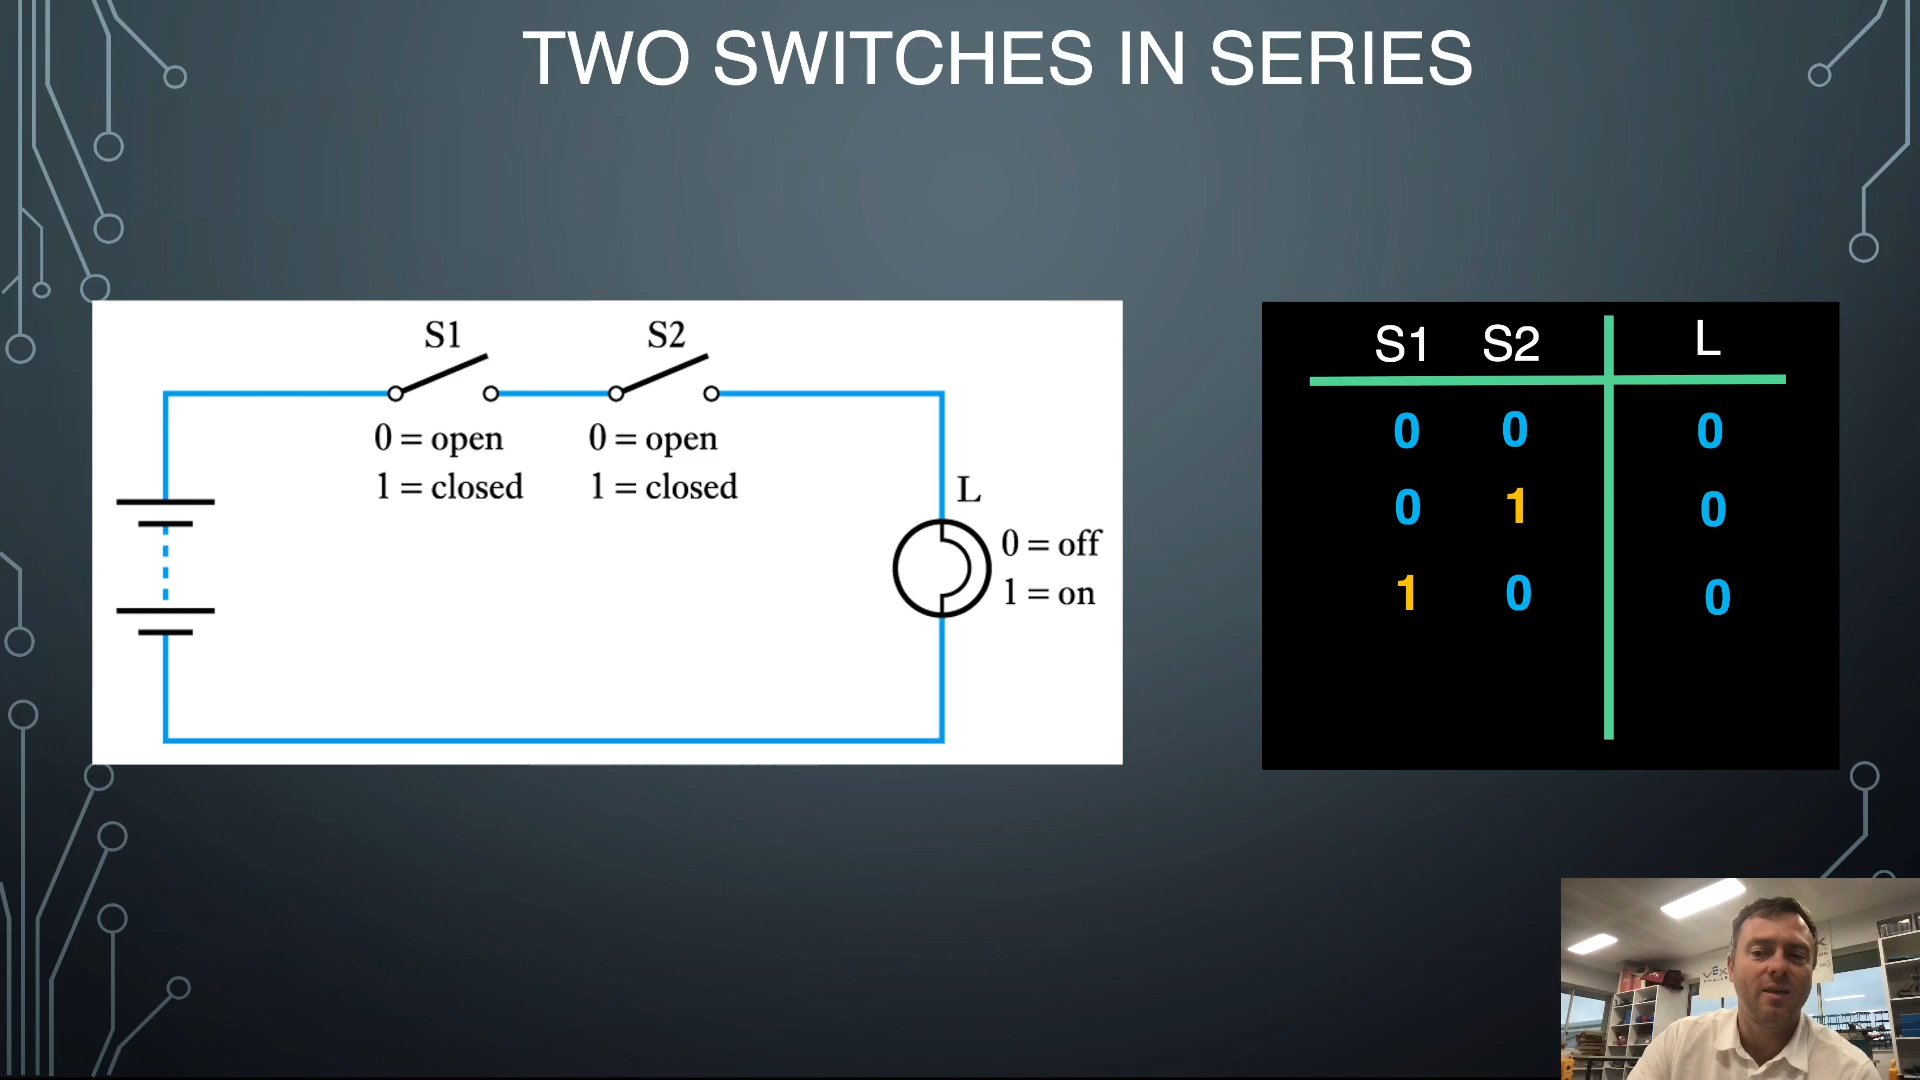 TWO SWITCHES IN SERIES
S1 S2
0 = open 0 = open
1 = closed 1 = closed
L
0 = off
1 = on
S1 S2 L
0 0 0
0 1 0
1 0 0